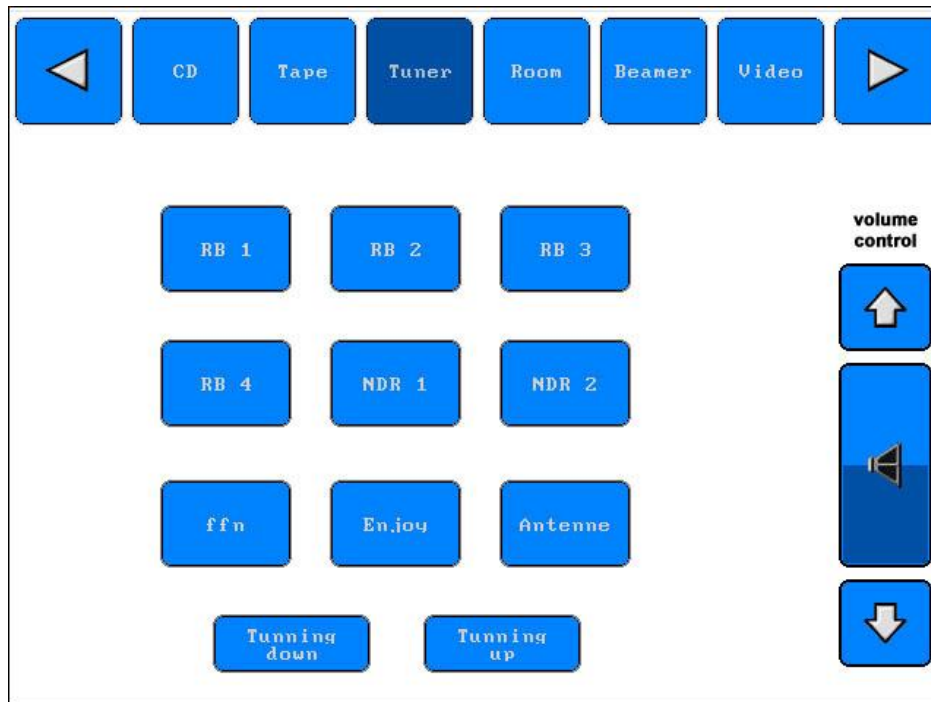 CD Tape Tuner Room Beamer Video
volume
control
RB 1 RB 2 RB 3
RB 4 NDR 1 NDR 2
ffn Enjoy Antenne
Tunning
down
Tunning
up